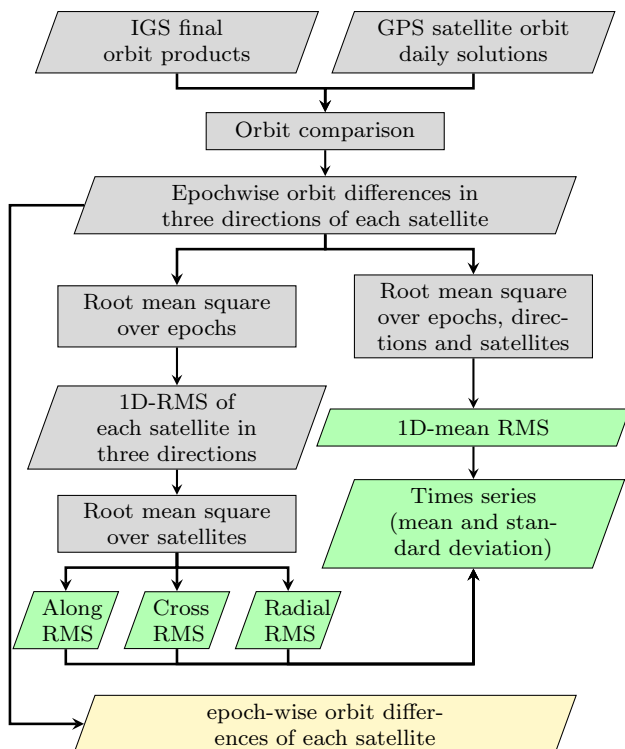 IGS final
orbit products
GPS satellite orbit
daily solutions
Orbit comparison
Epochwise orbit differences in
three directions of each satellite
Root mean square
over epochs
Root mean square
over epochs, direc-
tions and satellites
1D-RMS of
each satellite in
three directions
1D-mean RMS
Root mean square
over satellites
Times series
(mean and stan-
dard deviation)
Along
RMS
Cross
RMS
Radial
RMS
epoch-wise orbit differ-
ences of each satellite